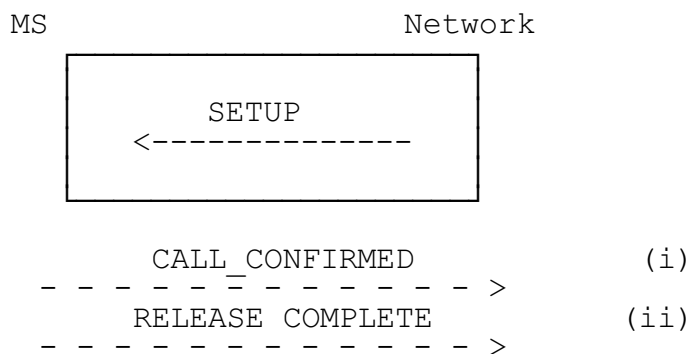 MS Network
SETUP
<--------------
CALL_CONFIRMED (i)
- - - - - - - - - - - - >
RELEASE COMPLETE (ii)
- - - - - - - - - - - - >